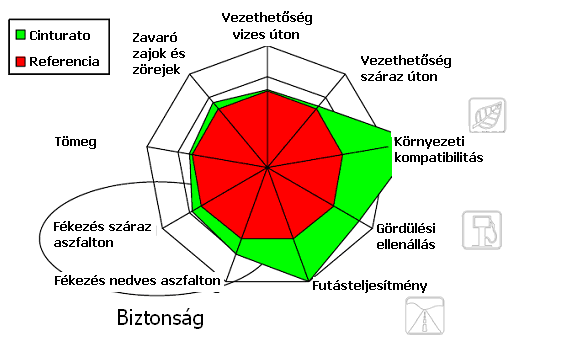 Cinturato
Referencia
Vezethetőség
vizes úton
Zavaró
zajok és
zörejek
Vezethetőség
száraz úton
Tömeg
Környezeti
kompatibilitás
Fékezés száraz
aszfalton
Gördülési
ellenállás
Fékezés nedves aszfalton
Futásteljesítmény
Biztonság